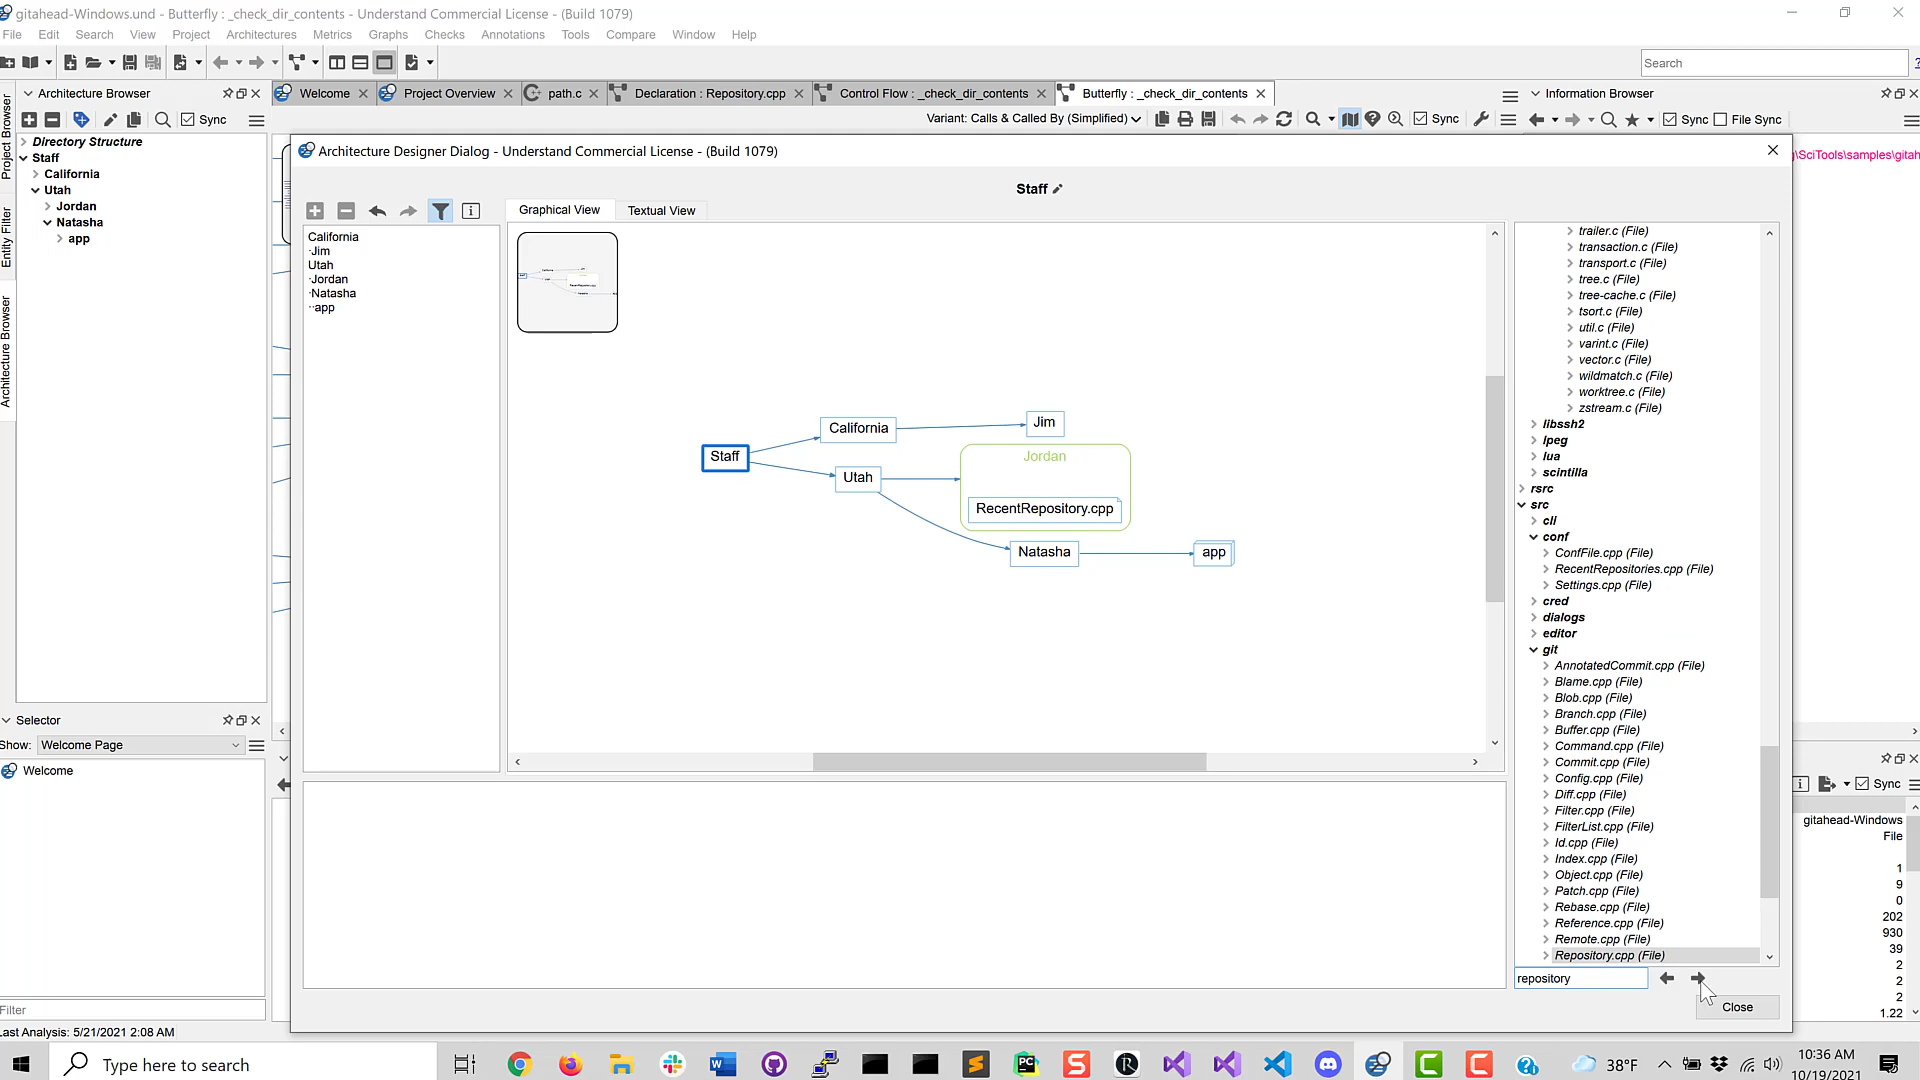 gitahead-Windows.und - Butterfly : _check_dir_contents - Understand Commercial License - (Build 1079)
File Edit Search View Project Architectures Metrics Graphs Checks Annotations Tools Compare Window Help
Search
Architecture Browser
Welcome
Project Overview
path.c
Declaration : Repository.cpp
Control Flow : _check_dir_contents
Butterfly : _check_dir_contents
Information Browser
Sync
Variant: Calls & Called By (Simplified)
Sync
Sync
File Sync
Project Browser
Entity Filter
Architecture Browser
Directory Structure
Staff
California
Utah
Jordan
Natasha
app
Selector
Show: Welcome Page
Welcome
Filter
Last Analysis: 5/21/2021 2:08 AM
Architecture Designer Dialog - Understand Commercial License - (Build 1079)
Staff
Graphical View
Textual View
California
·Jim
Utah
·Jordan
·Natasha
··app
Staff
California
Jim
Utah
Jordan
RecentRepository.cpp
Natasha
app
trailer.c (File)
transaction.c (File)
transport.c (File)
tree.c (File)
tree-cache.c (File)
tsort.c (File)
util.c (File)
varint.c (File)
vector.c (File)
wildmatch.c (File)
worktree.c (File)
zstream.c (File)
libssh2
lpeg
lua
scintilla
rsrc
src
cli
conf
ConfFile.cpp (File)
RecentRepositories.cpp (File)
Settings.cpp (File)
cred
dialogs
editor
git
AnnotatedCommit.cpp (File)
Blame.cpp (File)
Blob.cpp (File)
Branch.cpp (File)
Buffer.cpp (File)
Command.cpp (File)
Commit.cpp (File)
Config.cpp (File)
Diff.cpp (File)
Filter.cpp (File)
FilterList.cpp (File)
Id.cpp (File)
Index.cpp (File)
Object.cpp (File)
Patch.cpp (File)
Rebase.cpp (File)
Reference.cpp (File)
Remote.cpp (File)
Repository.cpp (File)
repository
Close
\SciTools\samples\gitah
Sync
gitahead-Windows
File
1
9
0
202
930
39
2
2
2
1.22
Type here to search
38°F
10:36 AM
10/19/2021